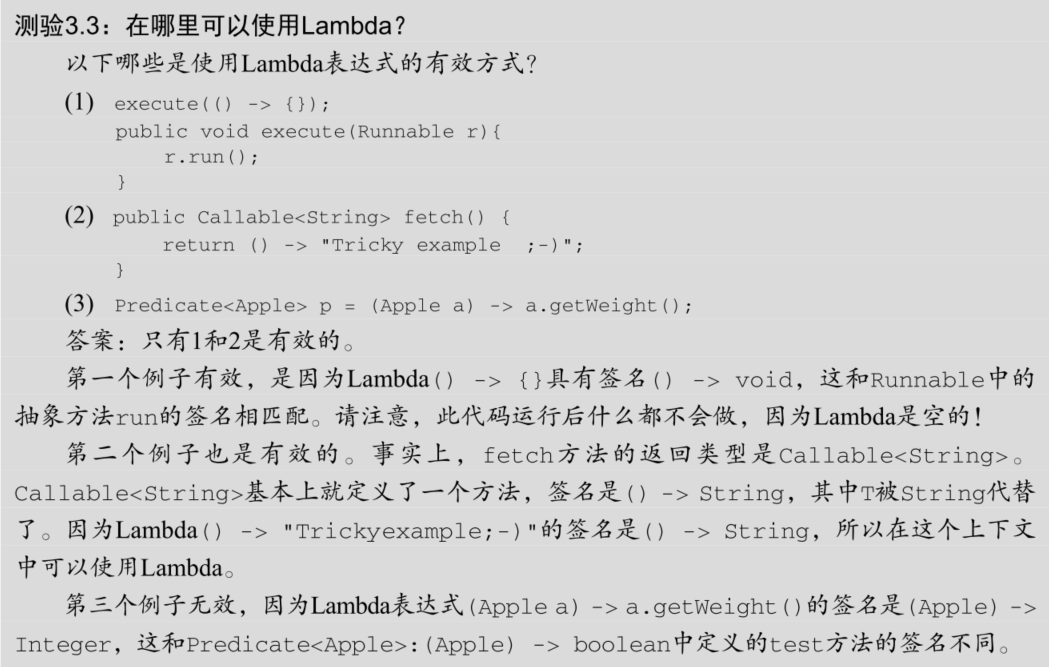 测验3.3：在哪里可以使用Lambda？
以下哪些是使用Lambda表达式的有效方式？
(1) execute(() -> {});
public void execute(Runnable r){
r.run();
}
(2) public Callable<String> fetch() {
return () -> "Tricky example  ;-)";
}
(3) Predicate<Apple> p = (Apple a) -> a.getWeight();
答案：只有1和2是有效的。
第一个例子有效，是因为Lambda() -> {}具有签名() -> void，这和Runnable中的
抽象方法run的签名相匹配。请注意，此代码运行后什么都不会做，因为Lambda是空的！
第二个例子也是有效的。事实上，fetch方法的返回类型是Callable<String>。
Callable<String>基本上就定义了一个方法，签名是() -> String，其中T被String代替
了。因为Lambda() -> "Trickyexample;-)"的签名是() -> String，所以在这个上下文
中可以使用Lambda。
第三个例子无效，因为Lambda表达式(Apple a) -> a.getWeight()的签名是(Apple) ->
Integer，这和Predicate<Apple>:(Apple) -> boolean中定义的test方法的签名不同。